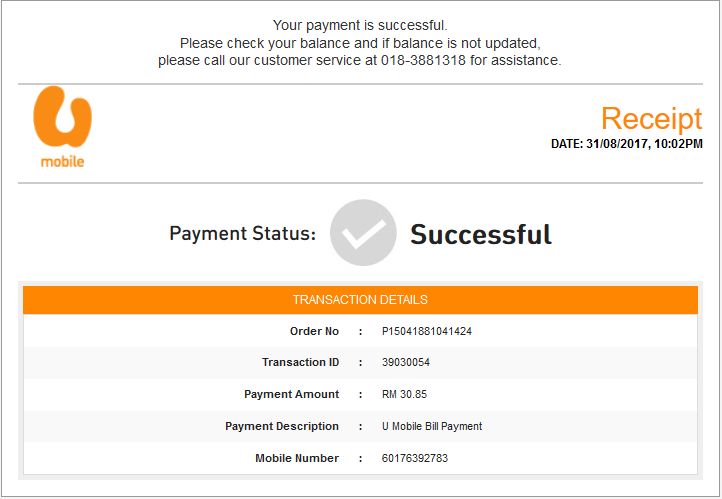 Your payment is successful.
Please check your balance and if balance is not updated,
please call our customer service at 018-3881318 for assistance.
mobile
Receipt
DATE: 31/08/2017, 10:02PM
Payment Status: Successful
TRANSACTION DETAILS
Order No : P15041881041424
Transaction ID : 39030054
Payment Amount : RM 30.85
Payment Description : U Mobile Bill Payment
Mobile Number : 60176392783